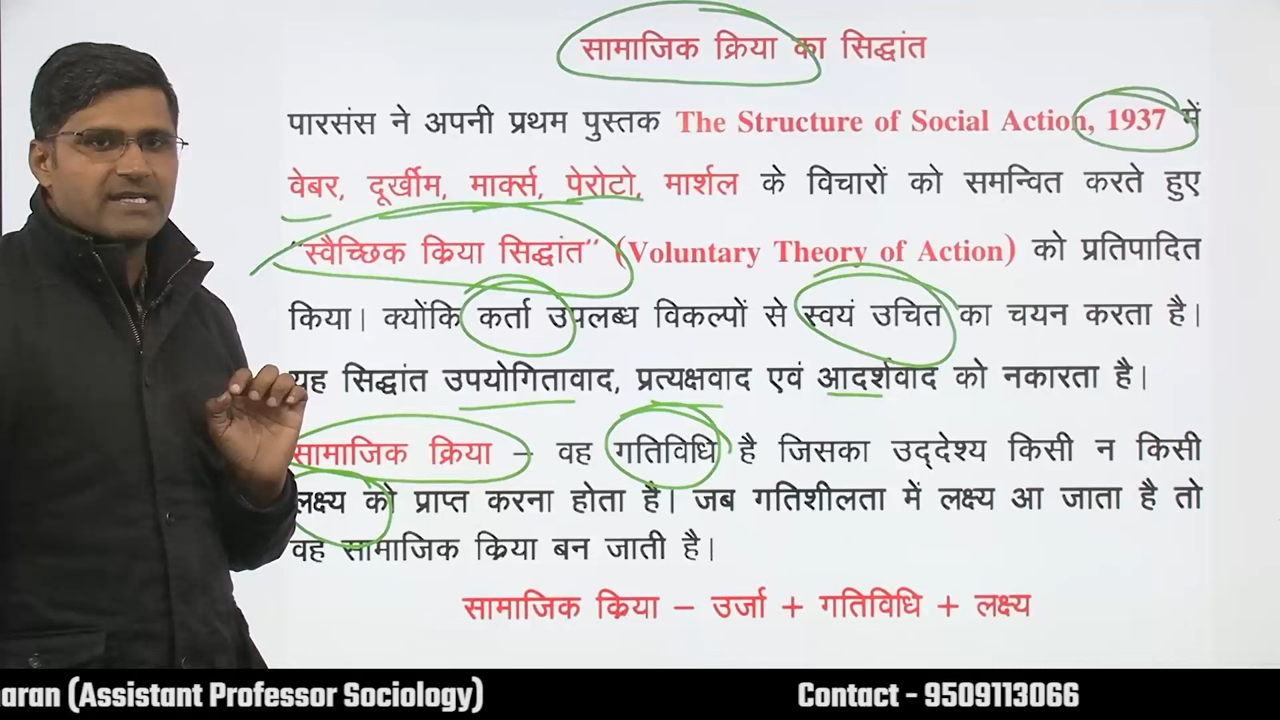 सामाजिक क्रिया का सिद्धांत
पारसंस ने अपनी प्रथम पुस्तक The Structure of Social Action, 1937 में
वेबर, दूर्खीम, मार्क्स, पेरोटो, मार्शल के विचारों को समन्वित करते हुए
"स्वैच्छिक क्रिया सिद्धांत" (Voluntary Theory of Action) को प्रतिपादित
किया। क्योंकि कर्ता उपलब्ध विकल्पों से स्वयं उचित का चयन करता है।
यह सिद्धांत उपयोगितावाद, प्रत्यक्षवाद एवं आदर्शवाद को नकारता है।
सामाजिक क्रिया – वह गतिविधि है जिसका उद्देश्य किसी न किसी
लक्ष्य को प्राप्त करना होता है। जब गतिशीलता में लक्ष्य आ जाता है तो
वह सामाजिक क्रिया बन जाती है।
सामाजिक क्रिया – उर्जा + गतिविधि + लक्ष्य
(Assistant Professor Sociology) Contact - 9509113066